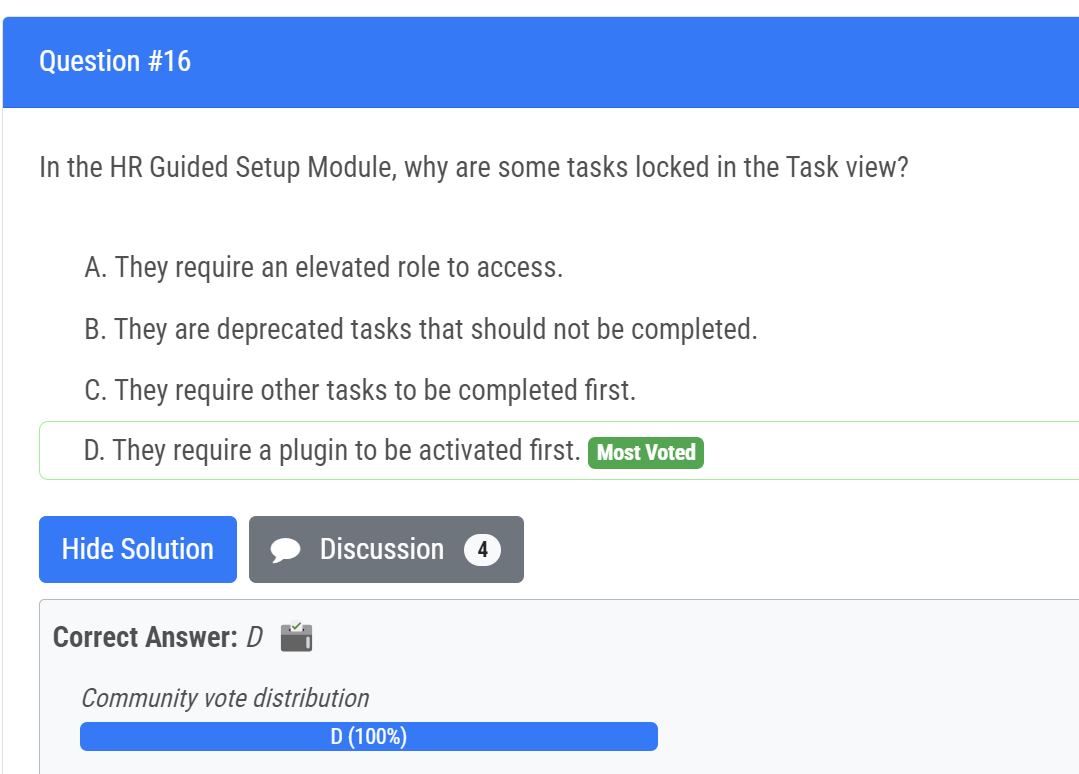 Question #16
In the HR Guided Setup Module, why are some tasks locked in the Task view?
A. They require an elevated role to access.
B. They are deprecated tasks that should not be completed.
C. They require other tasks to be completed first.
D. They require a plugin to be activated first. Most Voted
Hide Solution Discussion 4
Correct Answer: D
Community vote distribution
D (100%)